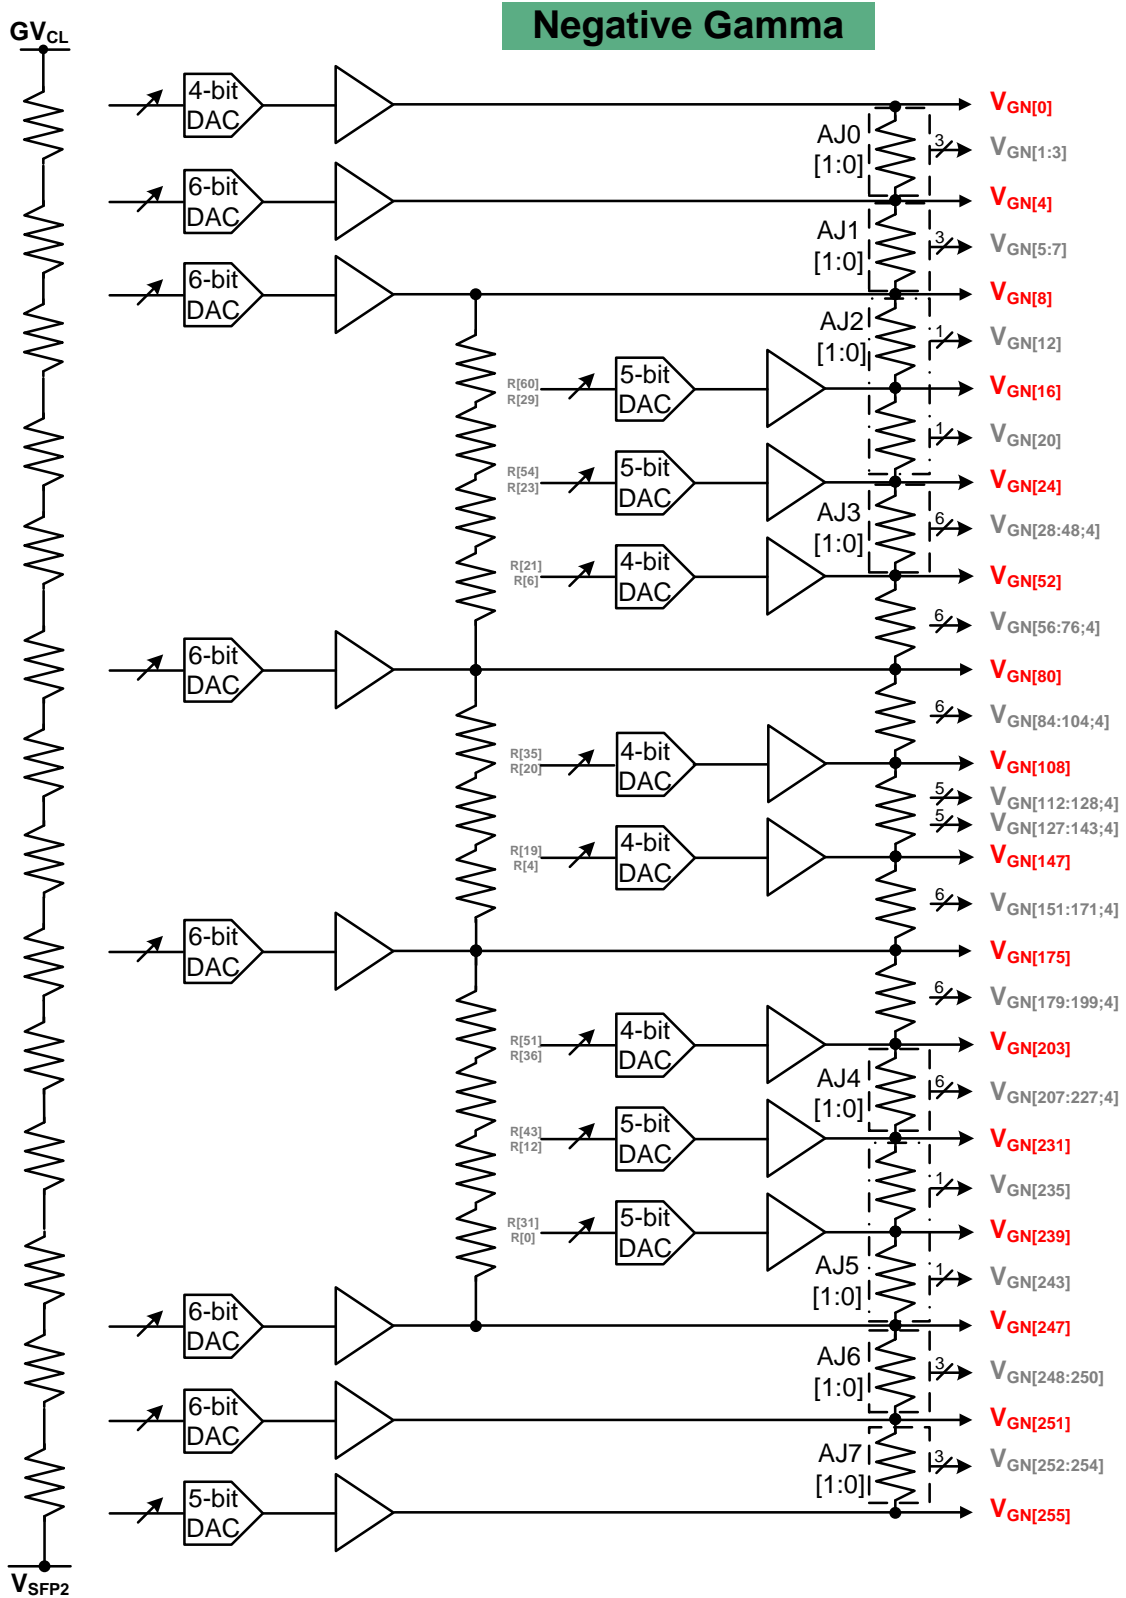 Negative Gamma
GVCL
4-bit
DAC
VGN[0]
AJ0
[1:0]
3
VGN[1:3]
6-bit
DAC
VGN[4]
AJ1
[1:0]
3
VGN[5:7]
6-bit
DAC
VGN[8]
AJ2
[1:0]
1
VGN[12]
R[60]
R[29]
5-bit
DAC
VGN[16]
1
VGN[20]
R[54]
R[23]
5-bit
DAC
VGN[24]
AJ3
[1:0]
6
VGN[28:48;4]
R[21]
R[6]
4-bit
DAC
VGN[52]
6
VGN[56:76;4]
6-bit
DAC
VGN[80]
6
VGN[84:104;4]
R[35]
R[20]
4-bit
DAC
VGN[108]
5
VGN[112:128;4]
5
VGN[127:143;4]
R[19]
R[4]
4-bit
DAC
VGN[147]
6
VGN[151:171;4]
6-bit
DAC
VGN[175]
6
VGN[179:199;4]
R[51]
R[36]
4-bit
DAC
VGN[203]
AJ4
[1:0]
6
VGN[207:227;4]
R[43]
R[12]
5-bit
DAC
VGN[231]
1
VGN[235]
R[31]
R[0]
5-bit
DAC
VGN[239]
AJ5
[1:0]
1
VGN[243]
6-bit
DAC
VGN[247]
AJ6
[1:0]
3
VGN[248:250]
6-bit
DAC
VGN[251]
AJ7
[1:0]
3
VGN[252:254]
5-bit
DAC
VGN[255]
VSFP2